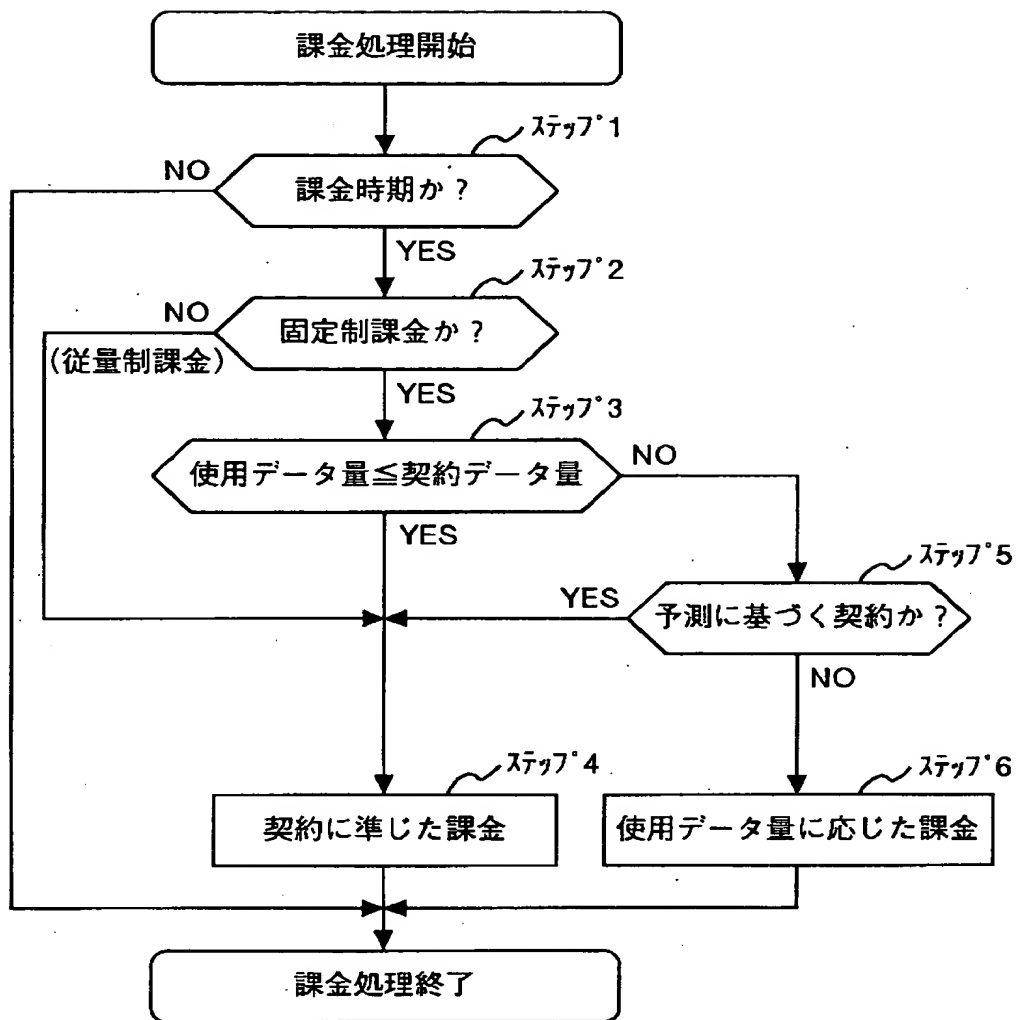 課金処理開始
ステップ1
NO
課金時期か?
YES
ステップ2
NO
固定制課金か?
(従量制課金)
YES
ステップ3
使用データ量≦契約データ量
NO
YES
ステップ5
YES
予測に基づく契約か?
NO
ステップ4
ステップ6
契約に準じた課金
使用データ量に応じた課金
課金処理終了